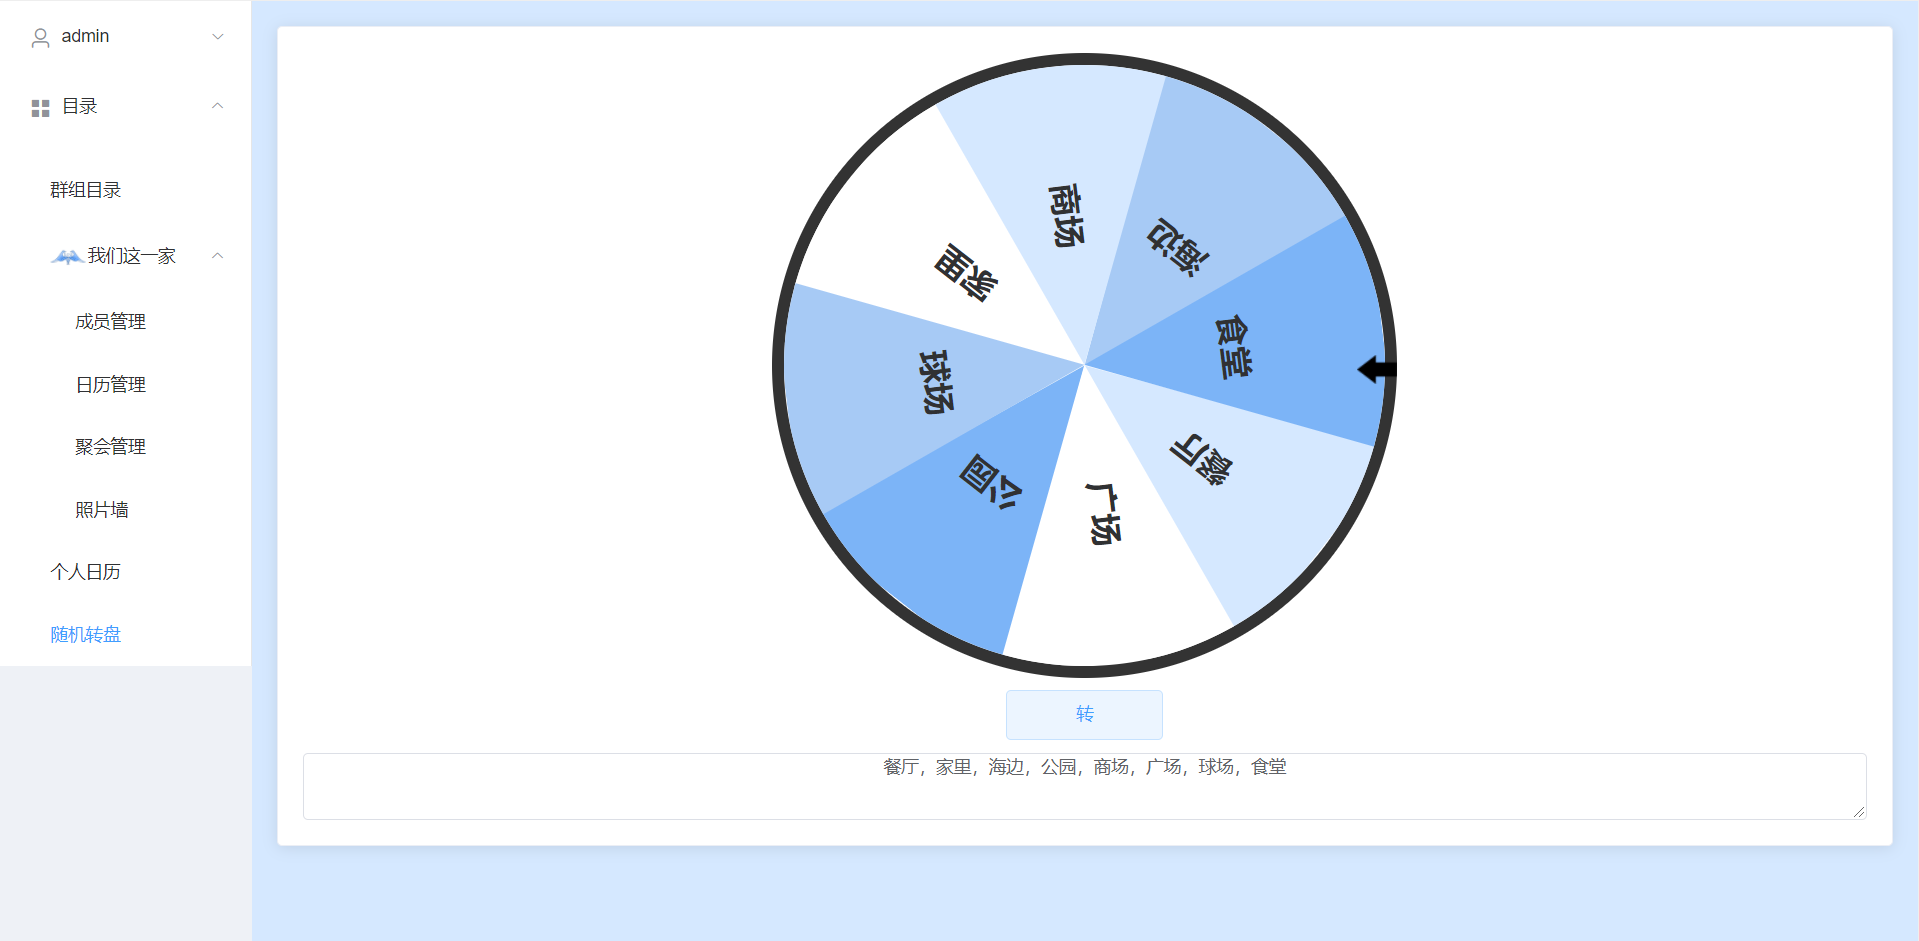 admin
目录
群组目录
我们这一家
成员管理
日历管理
聚会管理
照片墙
个人日历
随机转盘
商场
海边
食堂
餐厅
广场
公园
球场
家里
转
餐厅，家里，海边，公园，商场，广场，球场，食堂